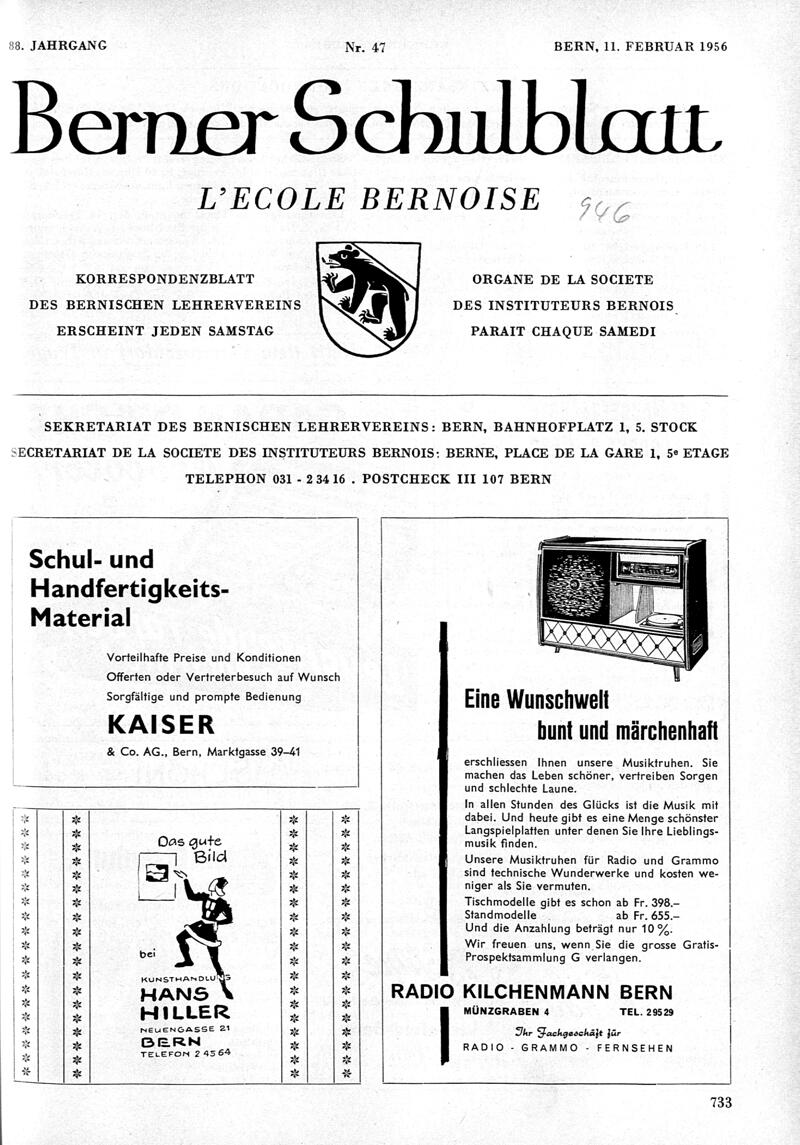 88. JAHRGANG
Nr. 47
BERN, 11. FEBRUAR 1956
Berner Schulblatt
L'ECOLE BERNOISE
946
KORRESPONDENZBLATT
DES BERNISCHEN LEHRERVEREINS
ERSCHEINT JEDEN SAMSTAG
ORGANE DE LA SOCIETE
DES INSTITUTEURS BERNOIS
PARAIT CHAQUE SAMEDI
SEKRETARIAT DES BERNISCHEN LEHRERVEREINS: BERN, BAHNHOFPLATZ 1, 5. STOCK
SECRETARIAT DE LA SOCIETE DES INSTITUTEURS BERNOIS: BERNE, PLACE DE LA GARE 1, 5e ETAGE
TELEPHON 031 - 2 34 16 . POSTCHECK III 107 BERN
Schul- und
Handfertigkeits-
Material
Vorteilhafte Preise und Konditionen
Offerten oder Vertreterbesuch auf Wunsch
Sorgfältige und prompte Bedienung
KAISER
& Co. AG., Bern, Marktgasse 39–41
Das gute
Bild
bei
KUNSTHANDLUNG
HANS
HILLER
NEUENGASSE 21
BERN
TELEFON 2 45 64
Eine Wunschwelt
bunt und märchenhaft
erschliessen Ihnen unsere Musiktruhen. Sie
machen das Leben schöner, vertreiben Sorgen
und schlechte Laune.
In allen Stunden des Glücks ist die Musik mit
dabei. Und heute gibt es eine Menge schönster
Langspielplatten unter denen Sie Ihre Lieblings-
musik finden.
Unsere Musiktruhen für Radio und Grammo
sind technische Wunderwerke und kosten we-
niger als Sie vermuten.
Tischmodelle gibt es schon ab Fr. 398.–
Standmodelle ab Fr. 655.–
Und die Anzahlung beträgt nur 10%.
Wir freuen uns, wenn Sie die grosse Gratis-
Prospektsammlung G verlangen.
RADIO KILCHENMANN BERN
MÜNZGRABEN 4 TEL. 29529
Ihr Fachgeschäft für
RADIO - GRAMMO - FERNSEHEN
733